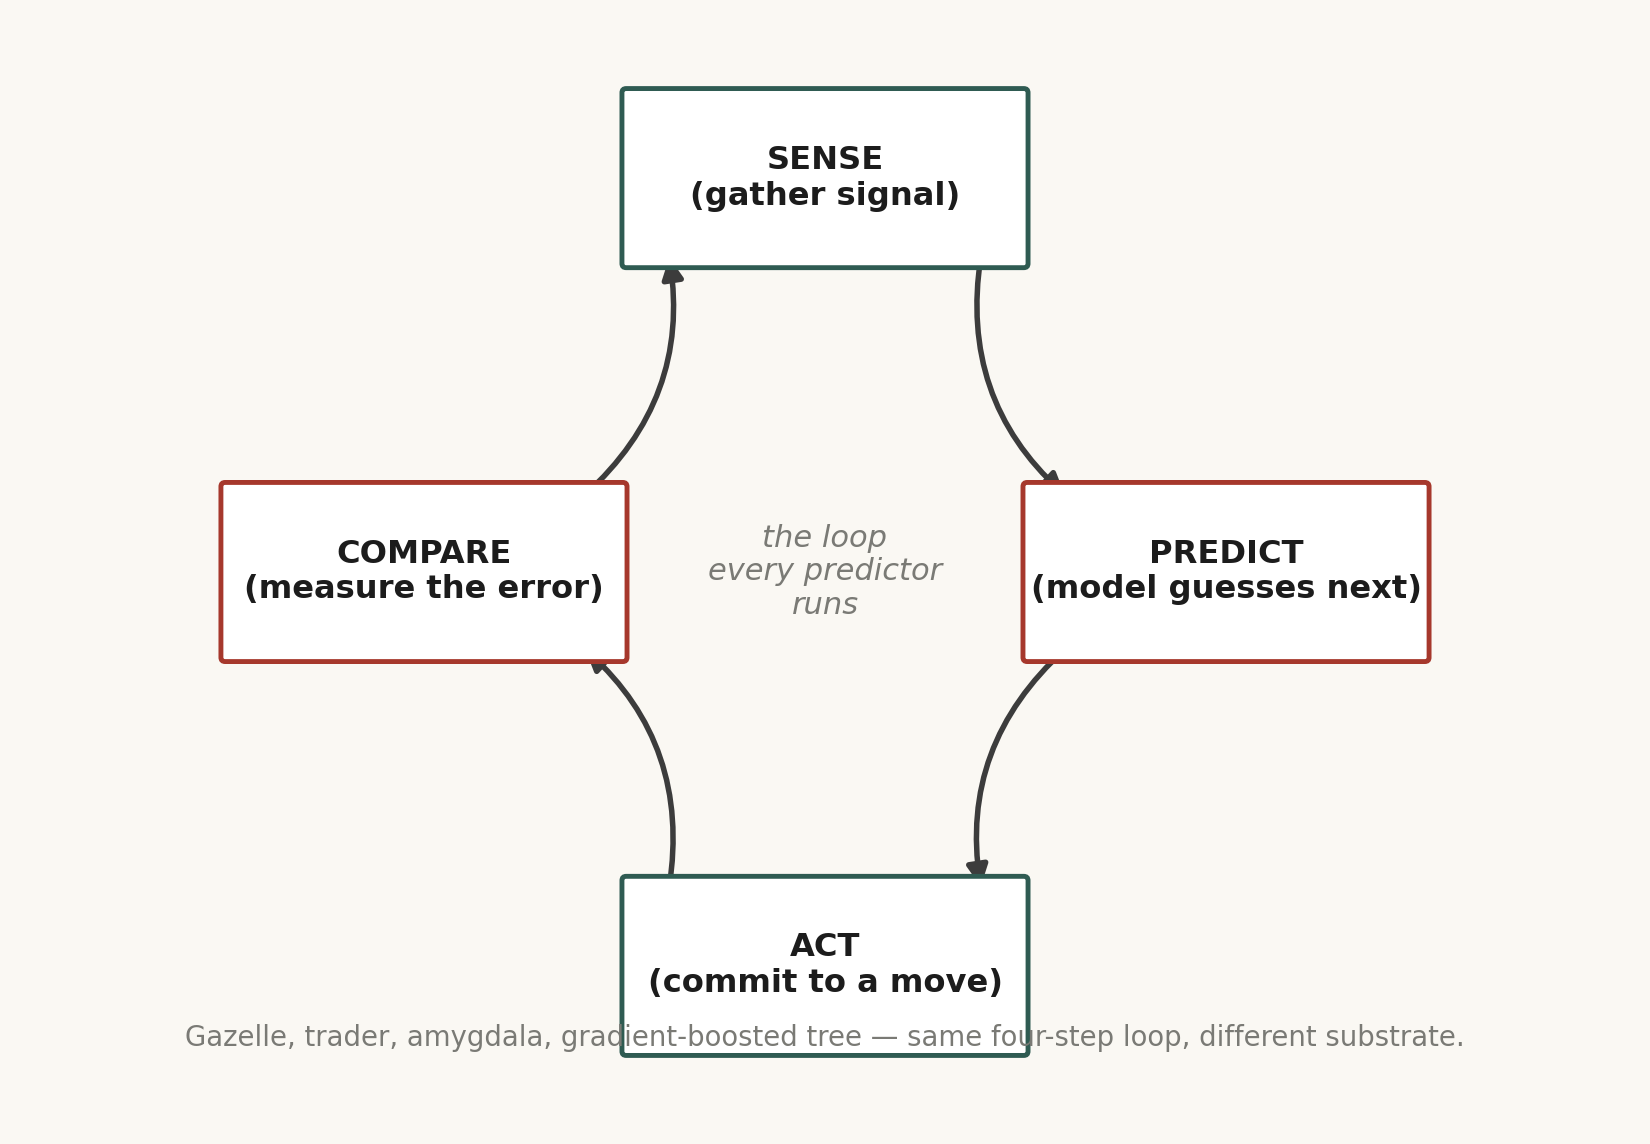 SENSE
(gather signal)
COMPARE
(measure the error)
the loop
every predictor
runs
PREDICT
(model guesses next)
ACT
(commit to a move)
Gazelle, trader, amygdala, gradient-boosted tree — same four-step loop, different substrate.